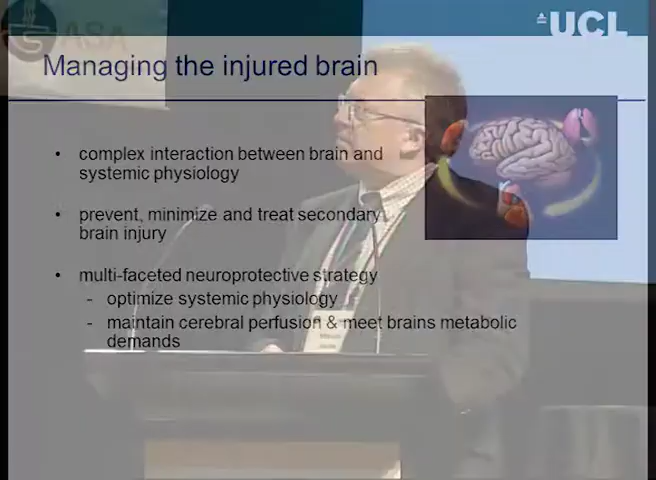 UCL
ASA
Managing the injured brain
• complex interaction between brain and
systemic physiology
• prevent, minimize and treat secondary
brain injury
• multi-faceted neuroprotective strategy
- optimize systemic physiology
- maintain cerebral perfusion & meet brains metabolic
demands